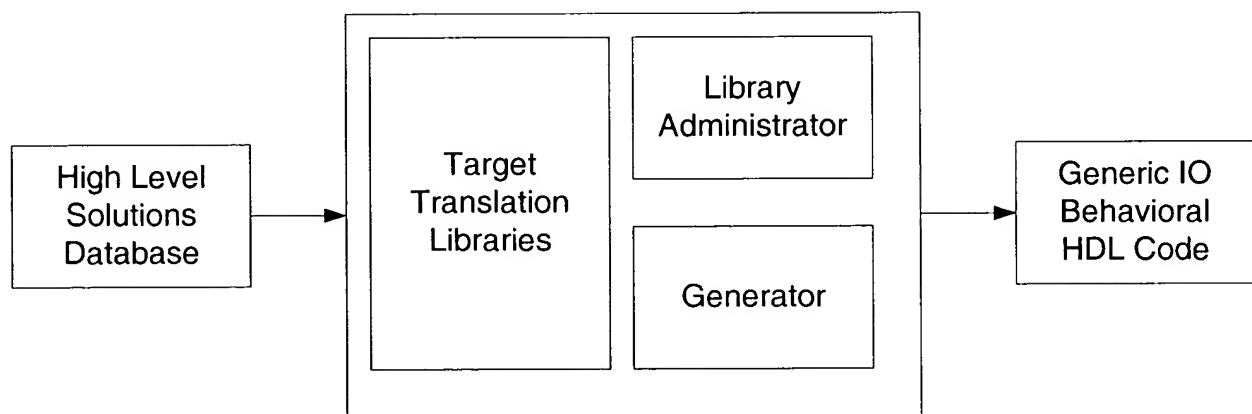 High Level
Solutions
Database
Target
Translation
Libraries
Library
Administrator
Generator
Generic IO
Behavioral
HDL Code